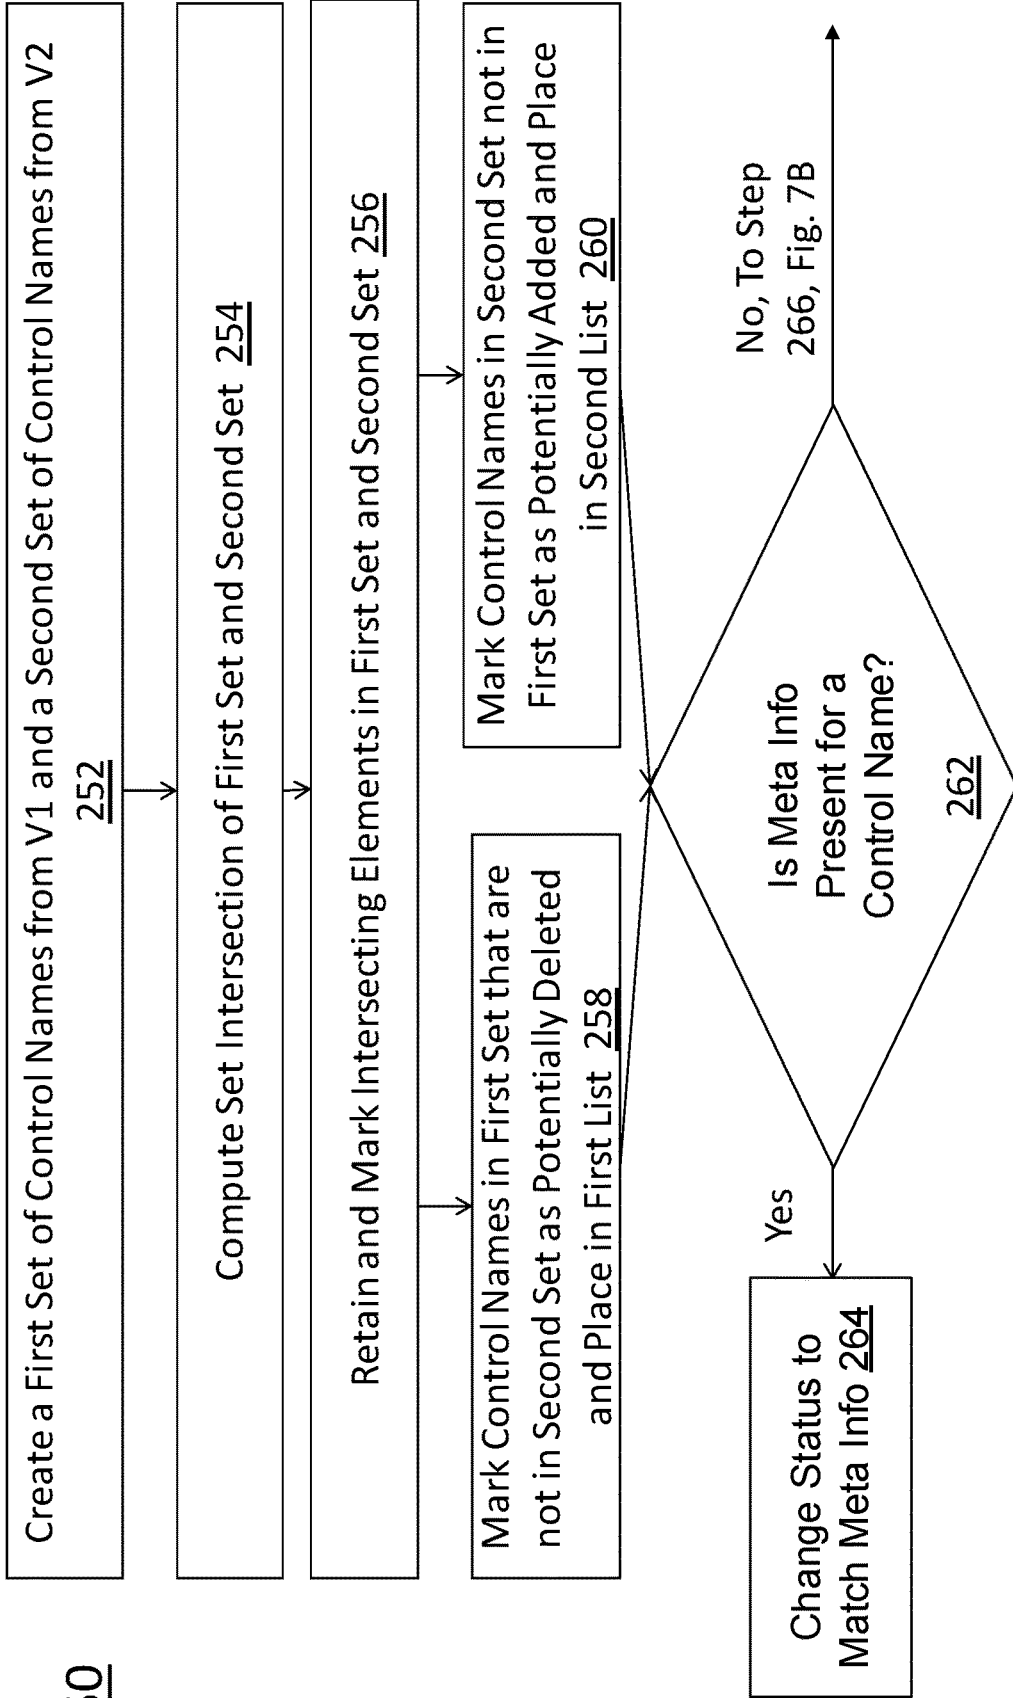 Create a First Set of Control Names from V1 and a Second Set of Control Names from V2
252
Compute Set Intersection of First Set and Second Set 254
Retain and Mark Intersecting Elements in First Set and Second Set 256
Mark Control Names in First Set that are
not in Second Set as Potentially Deleted
and Place in First List 258
Mark Control Names in Second Set not in
First Set as Potentially Added and Place
in Second List 260
Is Meta Info
Present for a
Control Name?
262
Yes
Change Status to
Match Meta Info 264
No, To Step
266, Fig. 7B